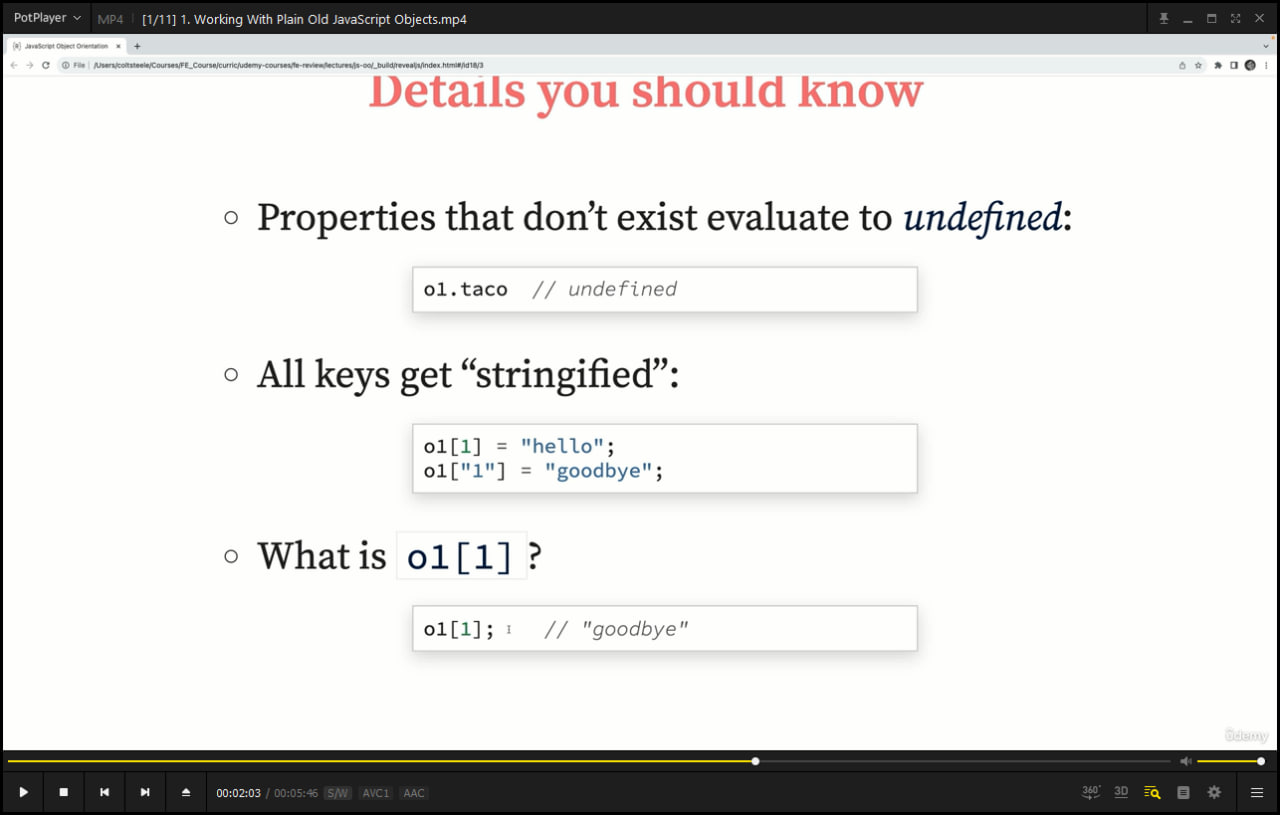 PotPlayer
MP4
[1/11] 1. Working With Plain Old JavaScript Objects.mp4
JavaScript Object Orientation
File
/Users/coltsteele/Courses/FE_Course/curric/udemy-courses/fe-review/lectures/js-oo/_build/revealjs/index.html#/id18/3
Details you should know
Properties that don’t exist evaluate to undefined:
o1.taco // undefined
All keys get “stringified”:
o1[1] = "hello";
o1["1"] = "goodbye";
What is o1[1] ?
o1[1]; // "goodbye"
ûdemy
00:02:03 / 00:05:46 S/W AVC1 AAC
360° 3D